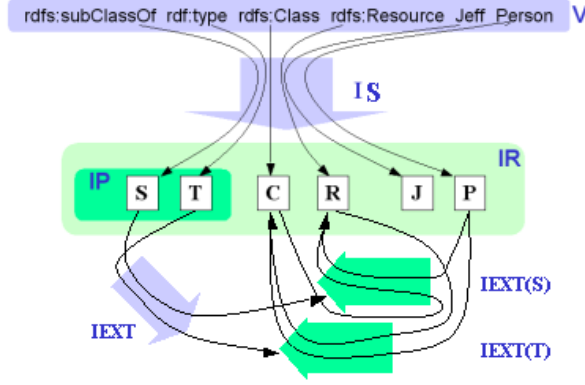 rdfs:subClassOf rdf:type rdfs:Class rdfs:Resource Jeff Person V
IS
IR
IP
S T C R J P
IEXT(S)
IEXT
IEXT(T)